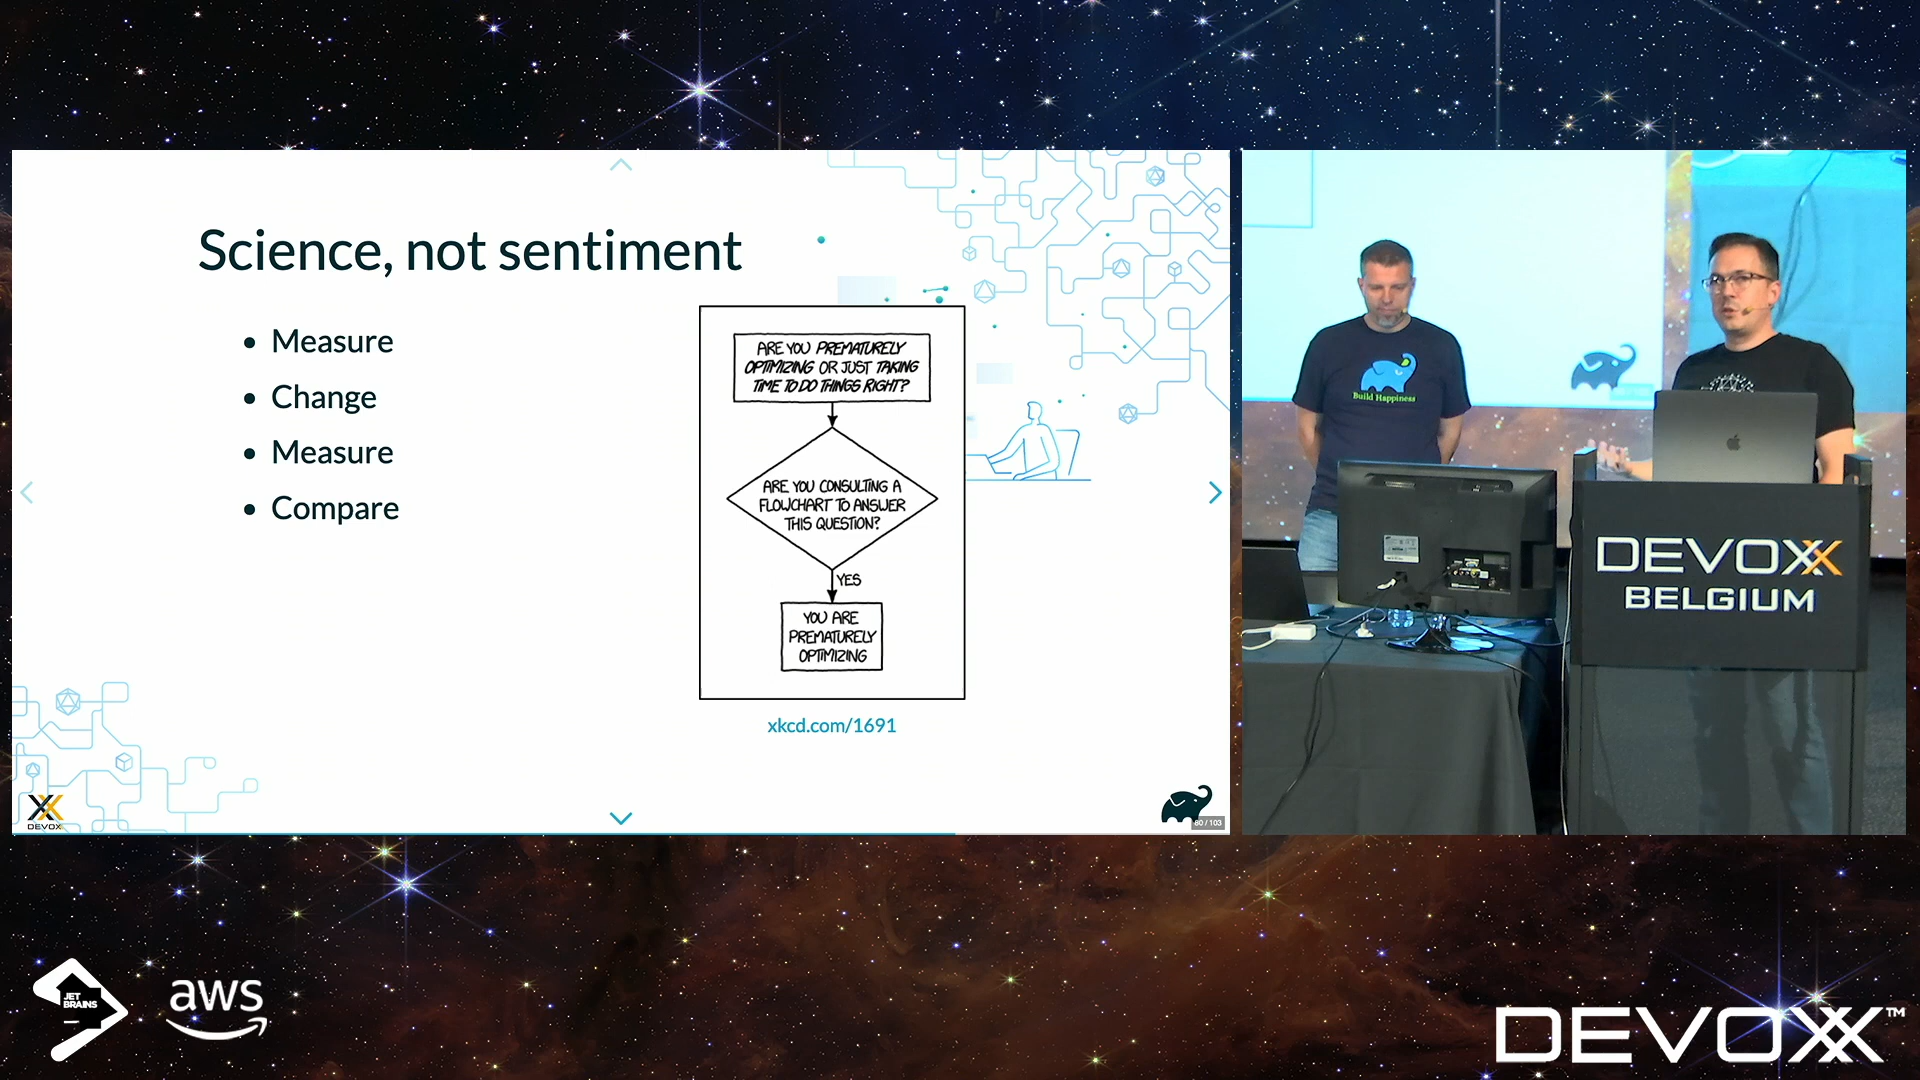 Science, not sentiment
Measure
Change
Measure
Compare
ARE YOU PREMATURELY
OPTIMIZING OR JUST TAKING
TIME TO DO THINGS RIGHT?
ARE YOU CONSULTING A
FLOWCHART TO ANSWER
THIS QUESTION?
YES
YOU ARE
PREMATURELY
OPTIMIZING
xkcd.com/1691
DEVOXX
80 / 103
Build Happiness
DEVOXX
BELGIUM
JET
BRAINS
aws
DEVOXX™